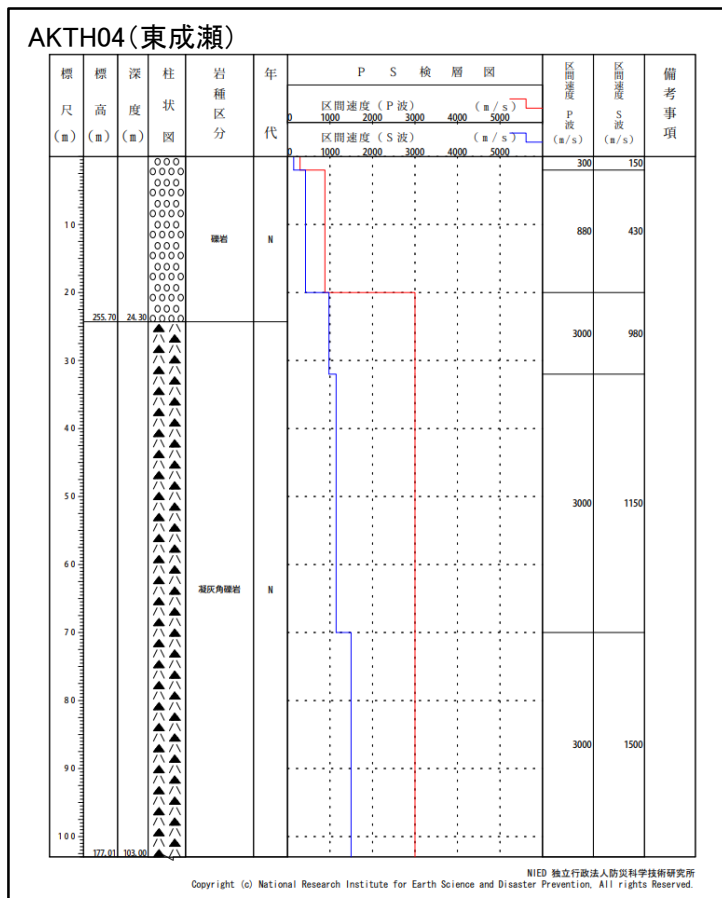 AKTH04(東成瀬)
標尺(m) 標高(m) 深度(m) 柱状図 岩種区分 年代 PS検層図 区間速度 P波 (m/s) 区間速度 S波 (m/s) 備考事項
区間速度(P波) (m/s)
0 1000 2000 3000 4000 5000
区間速度(S波) (m/s)
0 1000 2000 3000 4000 5000
300 150
10
礫岩 N 880 430
20
255.70 24.30
3000 980
30
40
50
3000 1150
60
凝灰角礫岩 N
70
80
3000 1500
90
100
177.01 103.00
NIED 独立行政法人防災科学技術研究所
Copyright (c) National Research Institute for Earth Science and Disaster Prevention, All rights Reserved.